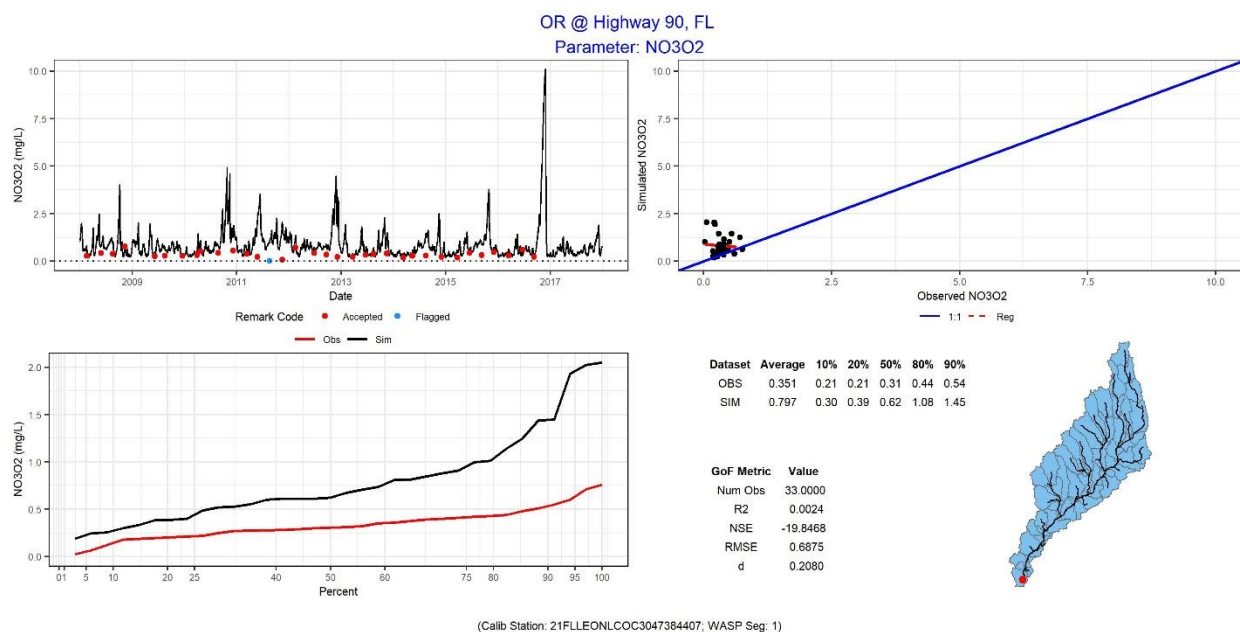 OR @ Highway 90, FL
Parameter: NO3O2
10.0
7.5
5.0
2.5
0.0
NO3O2 (mg/L)
2009 2011 2013 2015 2017
Date
Remark Code Accepted Flagged
10.0
7.5
5.0
2.5
0.0
Simulated NO3O2
0.0 2.5 5.0 7.5 10.0
Observed NO3O2
1:1 Reg
Obs Sim
2.0
1.5
1.0
0.5
0.0
NO3O2 (mg/L)
0 1 5 10 20 25 40 50 60 75 80 90 95 100
Percent
Dataset Average 10% 20% 50% 80% 90%
OBS 0.351 0.21 0.21 0.31 0.44 0.54
SIM 0.797 0.30 0.39 0.62 1.08 1.45
GoF Metric Value
Num Obs 33.0000
R2 0.0024
NSE -19.8468
RMSE 0.6875
d 0.2080
(Calib Station: 21FLLEONLCOC3047384407; WASP Seg: 1)